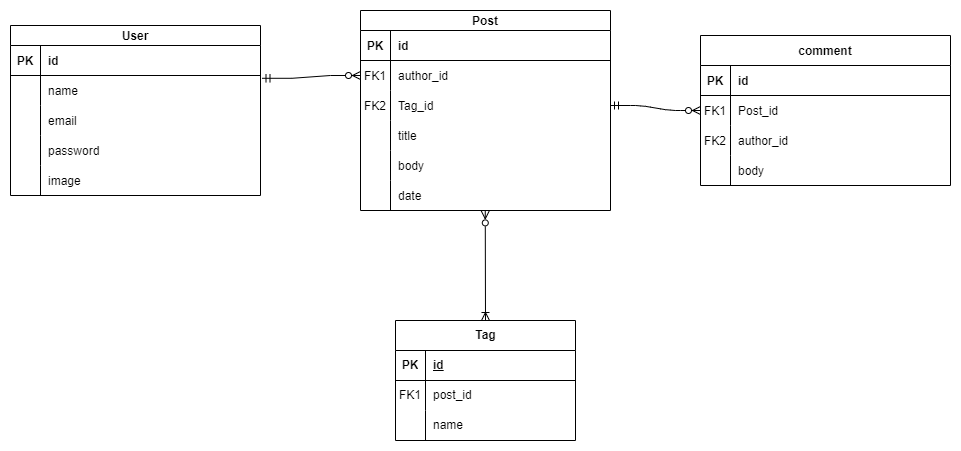 User
PK id
name
email
password
image
Post
PK id
FK1 author_id
FK2 Tag_id
title
body
date
comment
PK id
FK1 Post_id
FK2 author_id
body
Tag
PK id
FK1 post_id
name